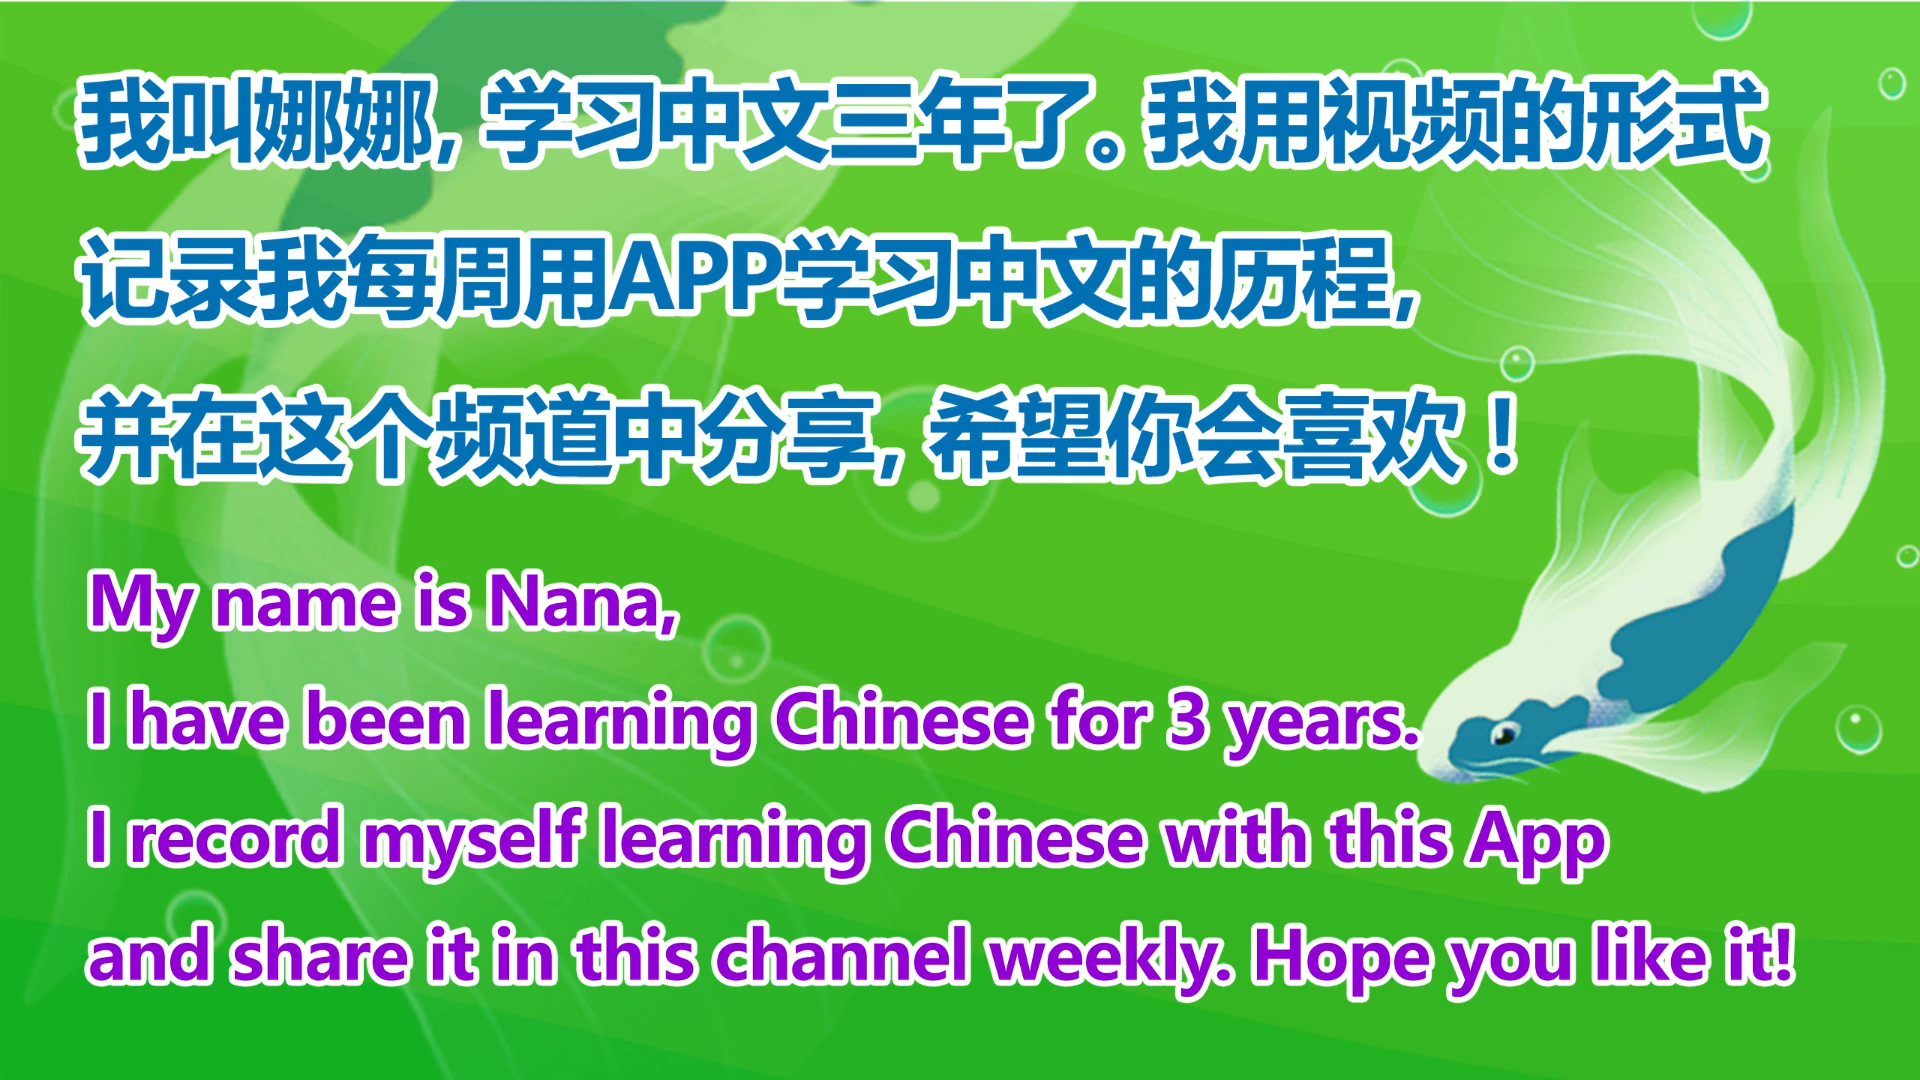 我叫娜娜, 学习中文三年了。我用视频的形式
记录我每周用APP学习中文的历程,
并在这个频道中分享, 希望你会喜欢！
My name is Nana,
I have been learning Chinese for 3 years.
I record myself learning Chinese with this App
and share it in this channel weekly. Hope you like it!